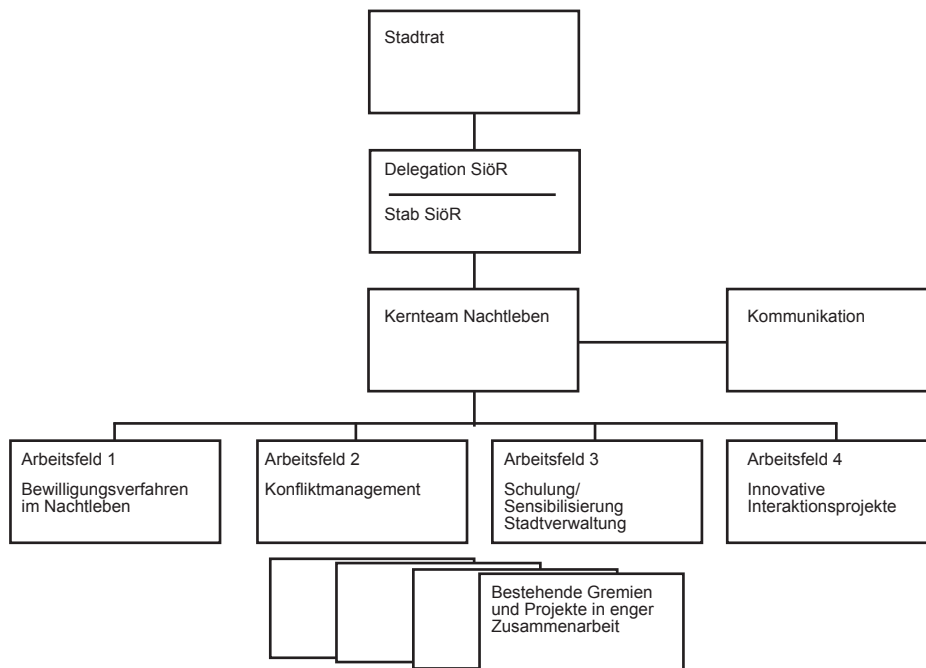 Stadtrat
Delegation SiöR
Stab SiöR
Kernteam Nachtleben
Kommunikation
Arbeitsfeld 1
Bewilligungsverfahren
im Nachtleben
Arbeitsfeld 2
Konfliktmanagement
Arbeitsfeld 3
Schulung/
Sensibilisierung
Stadtverwaltung
Arbeitsfeld 4
Innovative
Interaktionsprojekte
Bestehende Gremien
und Projekte in enger
Zusammenarbeit